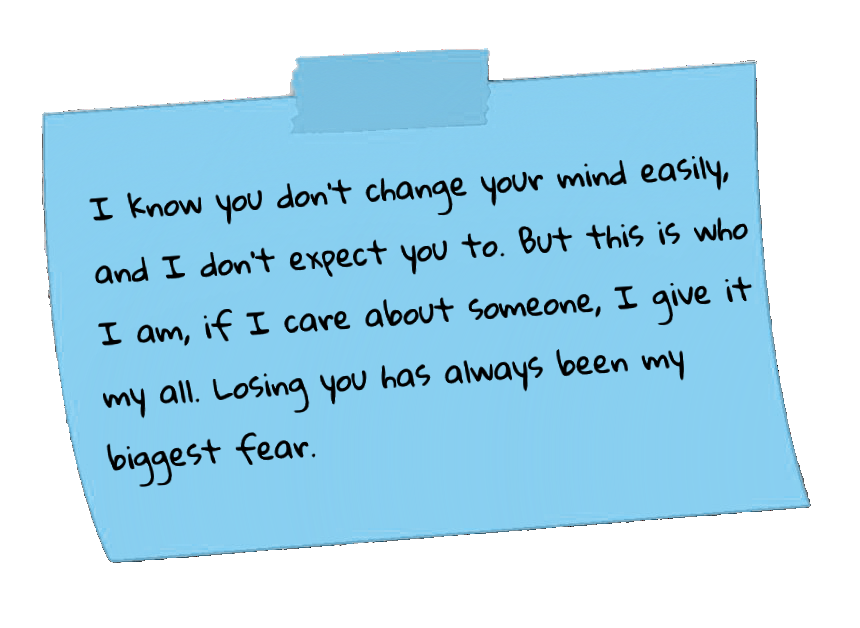 I know you don't change your mind easily,
and I don't expect you to. But this is who
I am, if I care about someone, I give it
my all. Losing you has always been my
biggest fear.